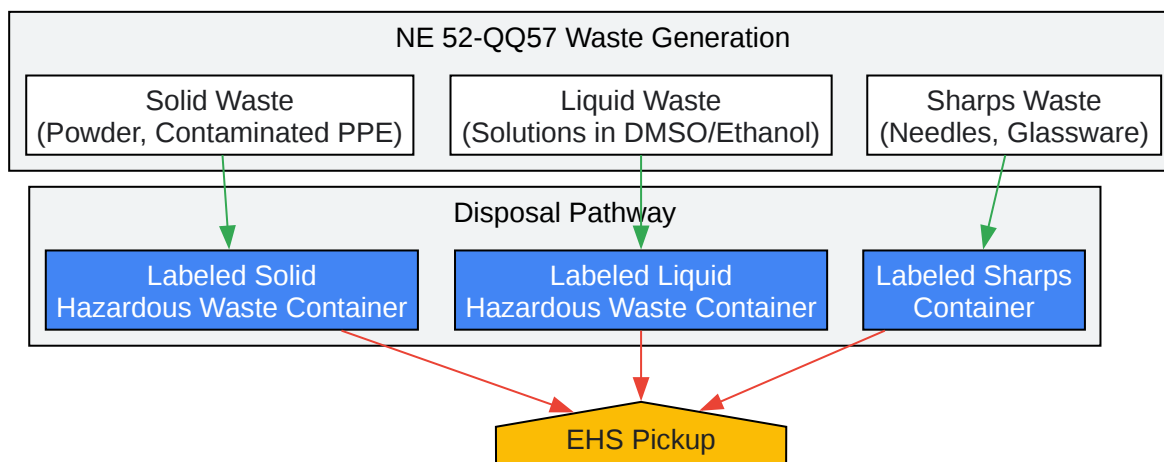 NE 52-QQ57 Waste Generation
Solid Waste
(Powder, Contaminated PPE)
Liquid Waste
(Solutions in DMSO/Ethanol)
Sharps Waste
(Needles, Glassware)
Disposal Pathway
Labeled Solid
Hazardous Waste Container
Labeled Liquid
Hazardous Waste Container
Labeled Sharps
Container
EHS Pickup